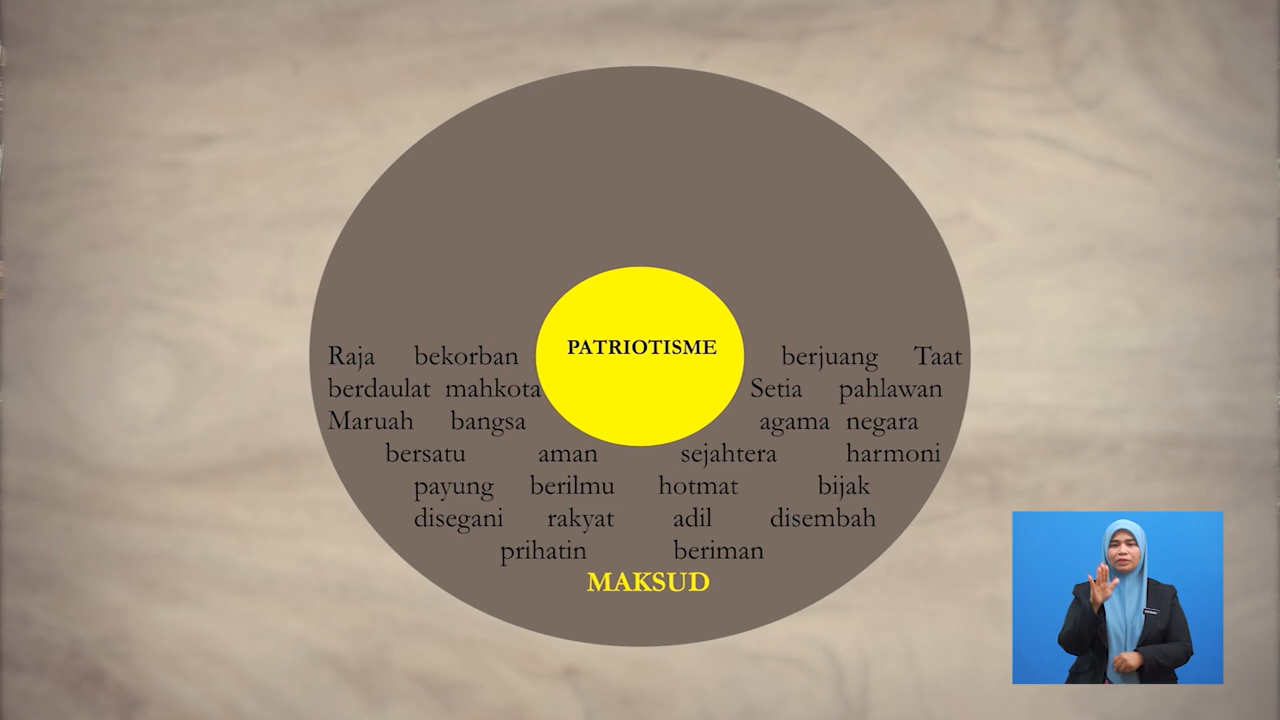 PATRIOTISME
Raja bekorban berjuang Taat
berdaulat mahkota Setia pahlawan
Maruah bangsa agama negara
bersatu aman sejahtera harmoni
payung berilmu hotmat bijak
disegani rakyat adil disembah
prihatin beriman
MAKSUD